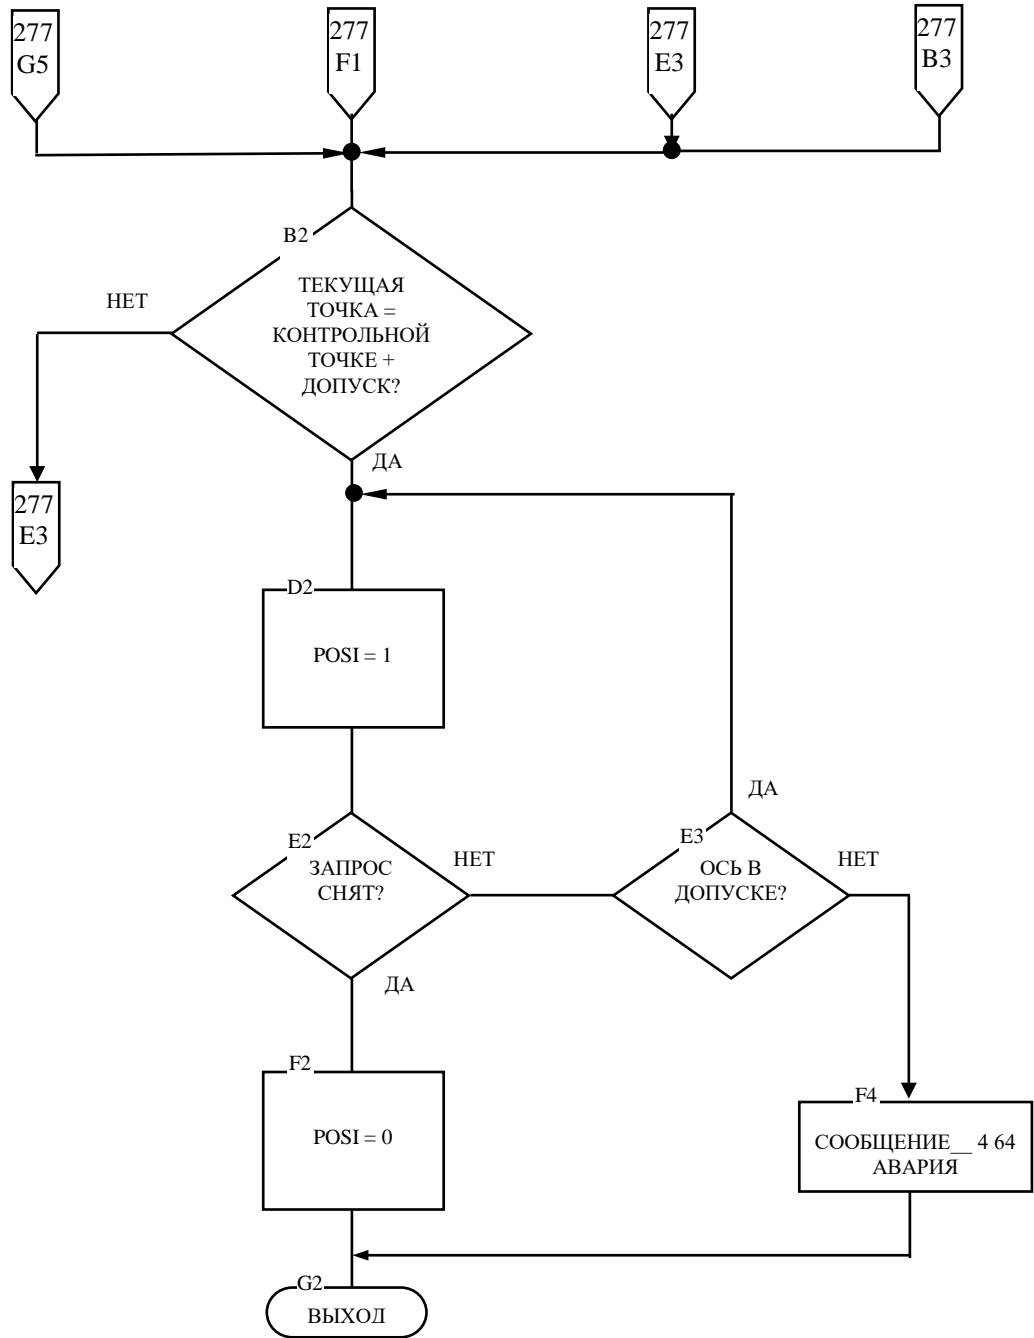 277
G5
277
F1
277
E3
277
B3
B2
НЕТ
ТЕКУЩАЯ
ТОЧКА =
КОНТРОЛЬНОЙ
ТОЧКЕ +
ДОПУСК?
ДА
277
E3
D2
POSI = 1
ДА
E2
ЗАПРОС
СНЯТ?
НЕТ
E3
ОСЬ В
ДОПУСКЕ?
НЕТ
ДА
F2
POSI = 0
F4
СООБЩЕНИЕ__ 4 64
АВАРИЯ
G2
ВЫХОД